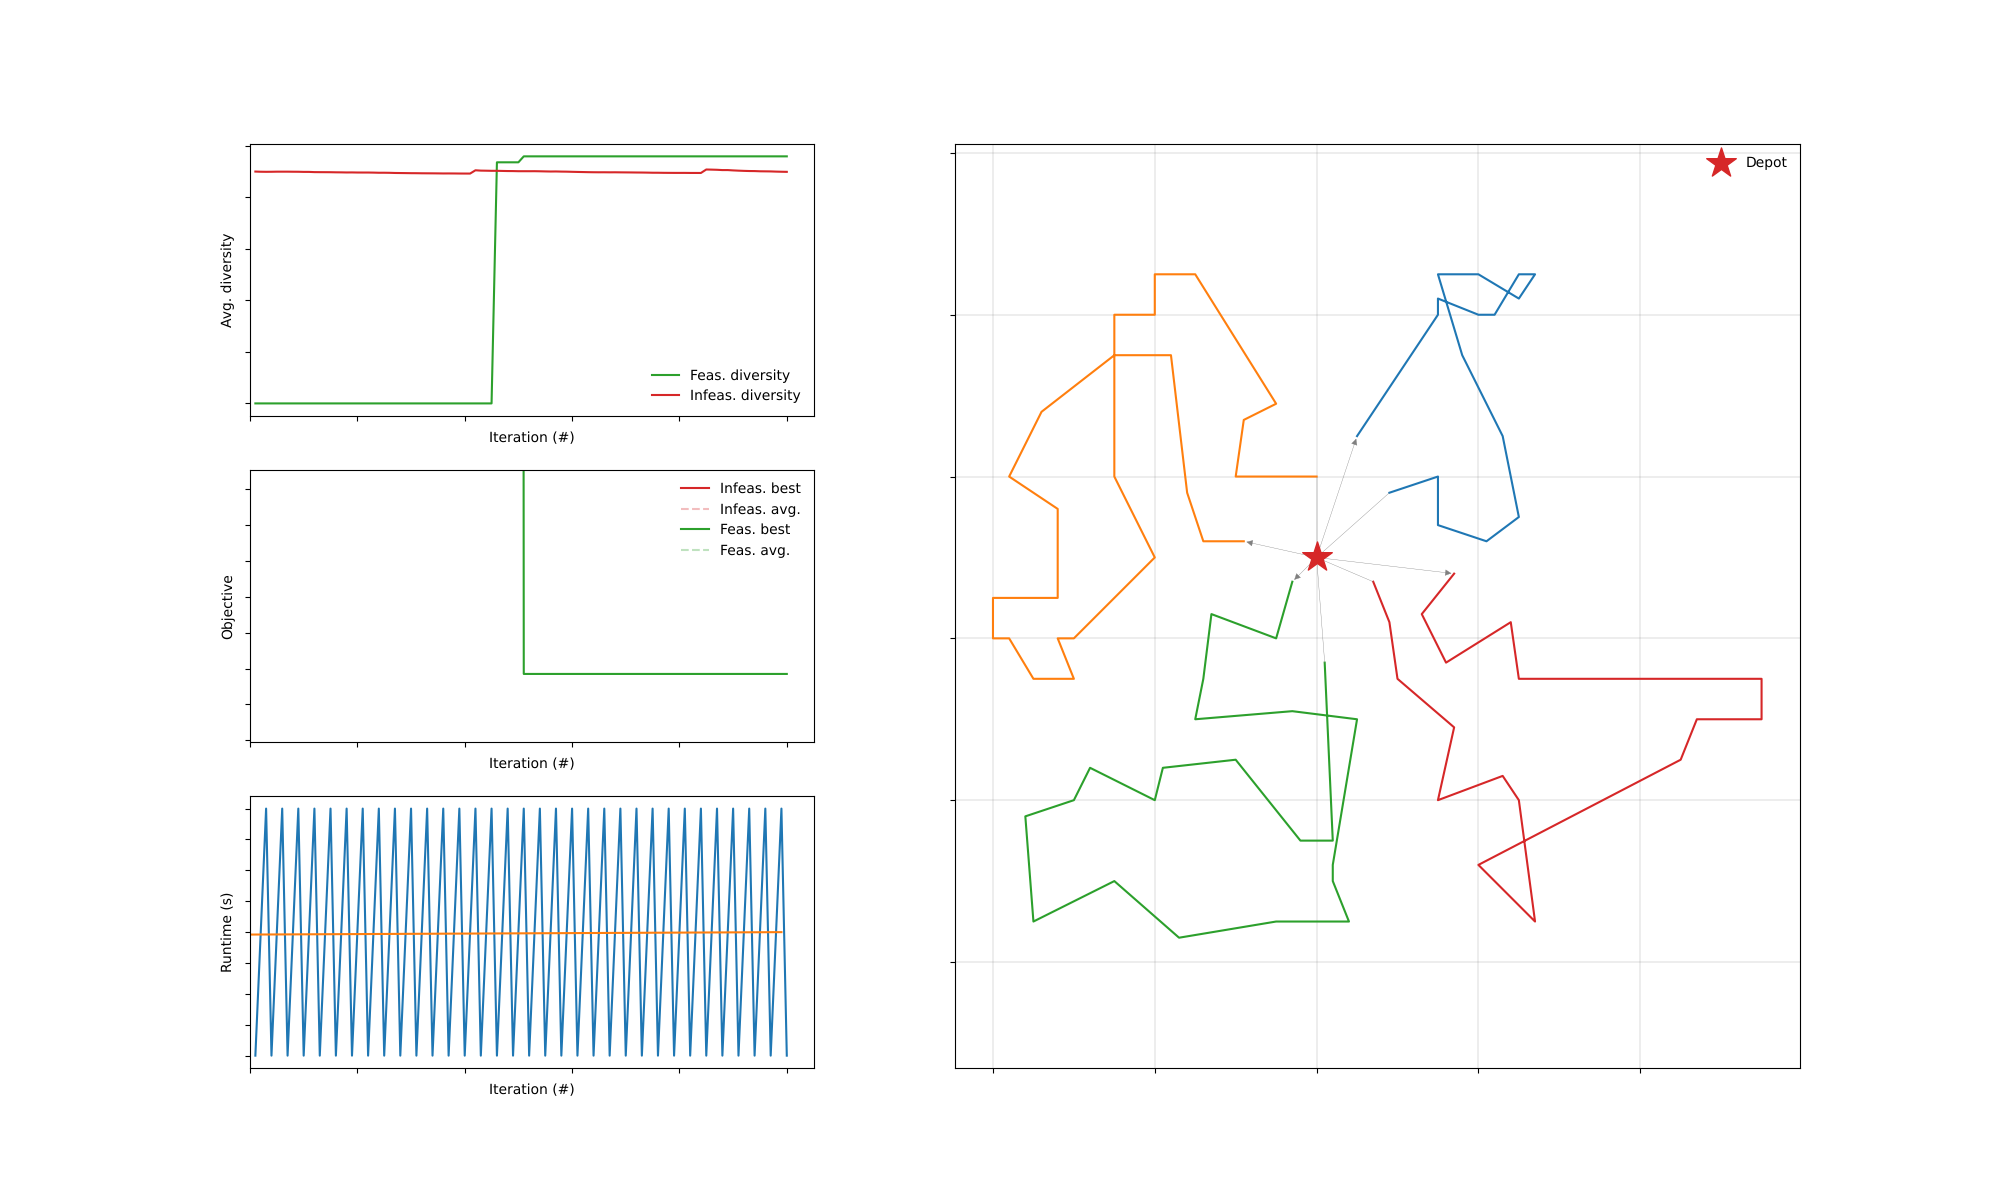 Avg. diversity
Feas. diversity
Infeas. diversity
Iteration (#)
Objective
Infeas. best
Infeas. avg.
Feas. best
Feas. avg.
Iteration (#)
Runtime (s)
Iteration (#)
Depot